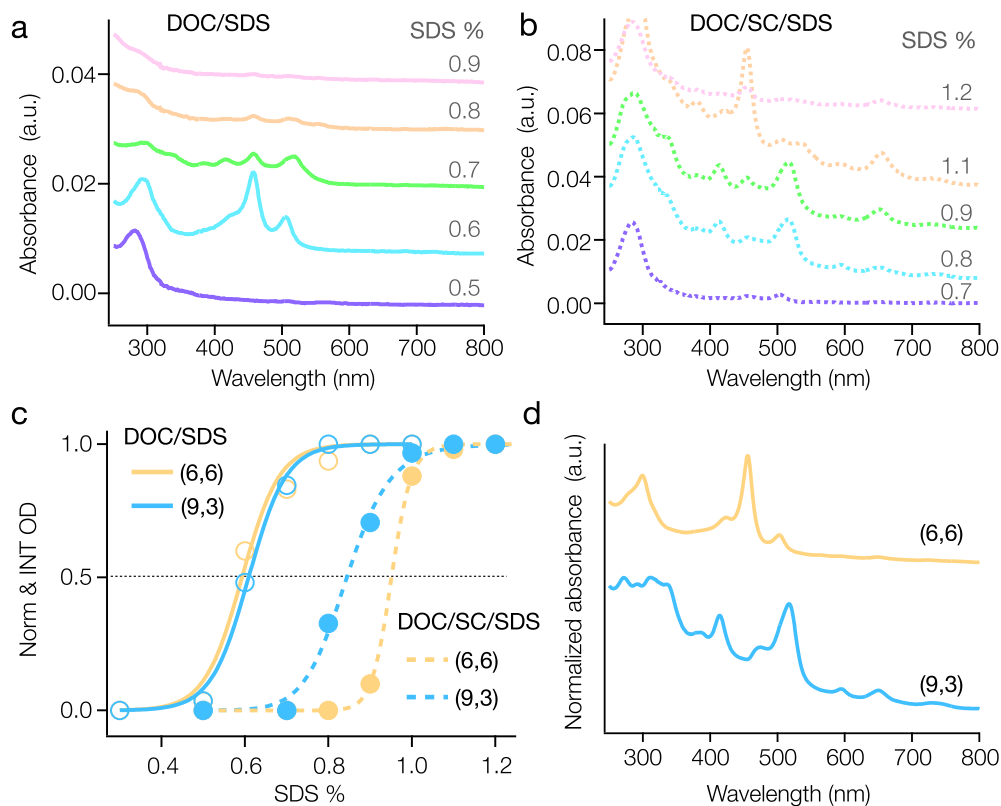 a
DOC/SDS
SDS %
0.9
0.8
0.7
0.6
0.5
0.04
0.02
0.00
Absorbance (a.u.)
300 400 500 600 700 800
Wavelength (nm)
b
DOC/SC/SDS
SDS %
1.2
1.1
0.9
0.8
0.7
0.08
0.06
0.04
0.02
0.00
Absorbance (a.u.)
300 400 500 600 700 800
Wavelength (nm)
c
DOC/SDS
(6,6)
(9,3)
DOC/SC/SDS
(6,6)
(9,3)
1.0
0.5
0.0
Norm & INT OD
0.4 0.6 0.8 1.0 1.2
SDS %
d
(6,6)
(9,3)
Normalized absorbance (a.u.)
300 400 500 600 700 800
Wavelength (nm)